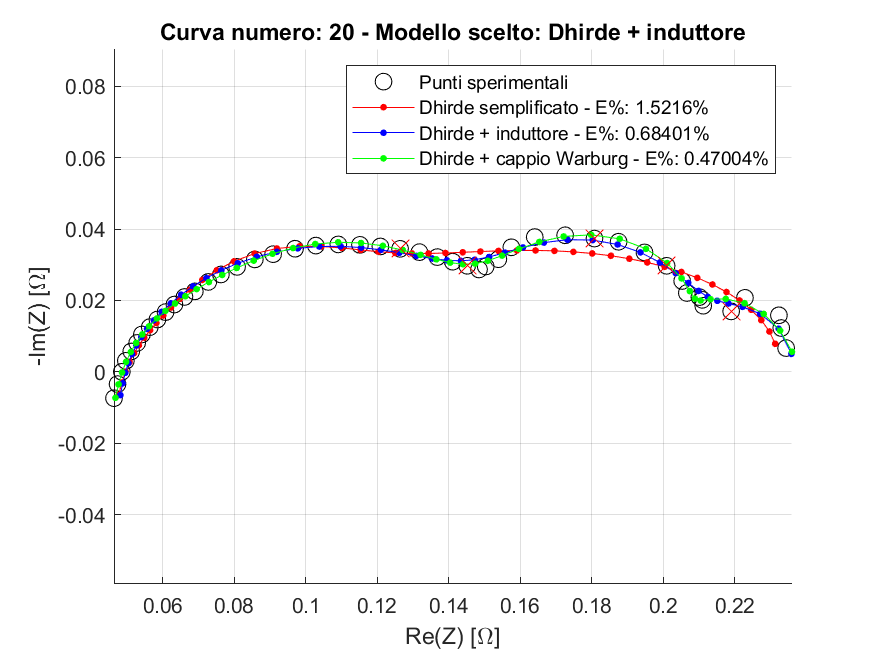 Curva numero: 20 - Modello scelto: Dhirde + induttore
Punti sperimentali
Dhirde semplificato - E%: 1.5216%
Dhirde + induttore - E%: 0.68401%
Dhirde + cappio Warburg - E%: 0.47004%
0.08
0.06
0.04
0.02
0
-0.02
-0.04
-Im(Z) [Ω]
0.06 0.08 0.1 0.12 0.14 0.16 0.18 0.2 0.22
Re(Z) [Ω]